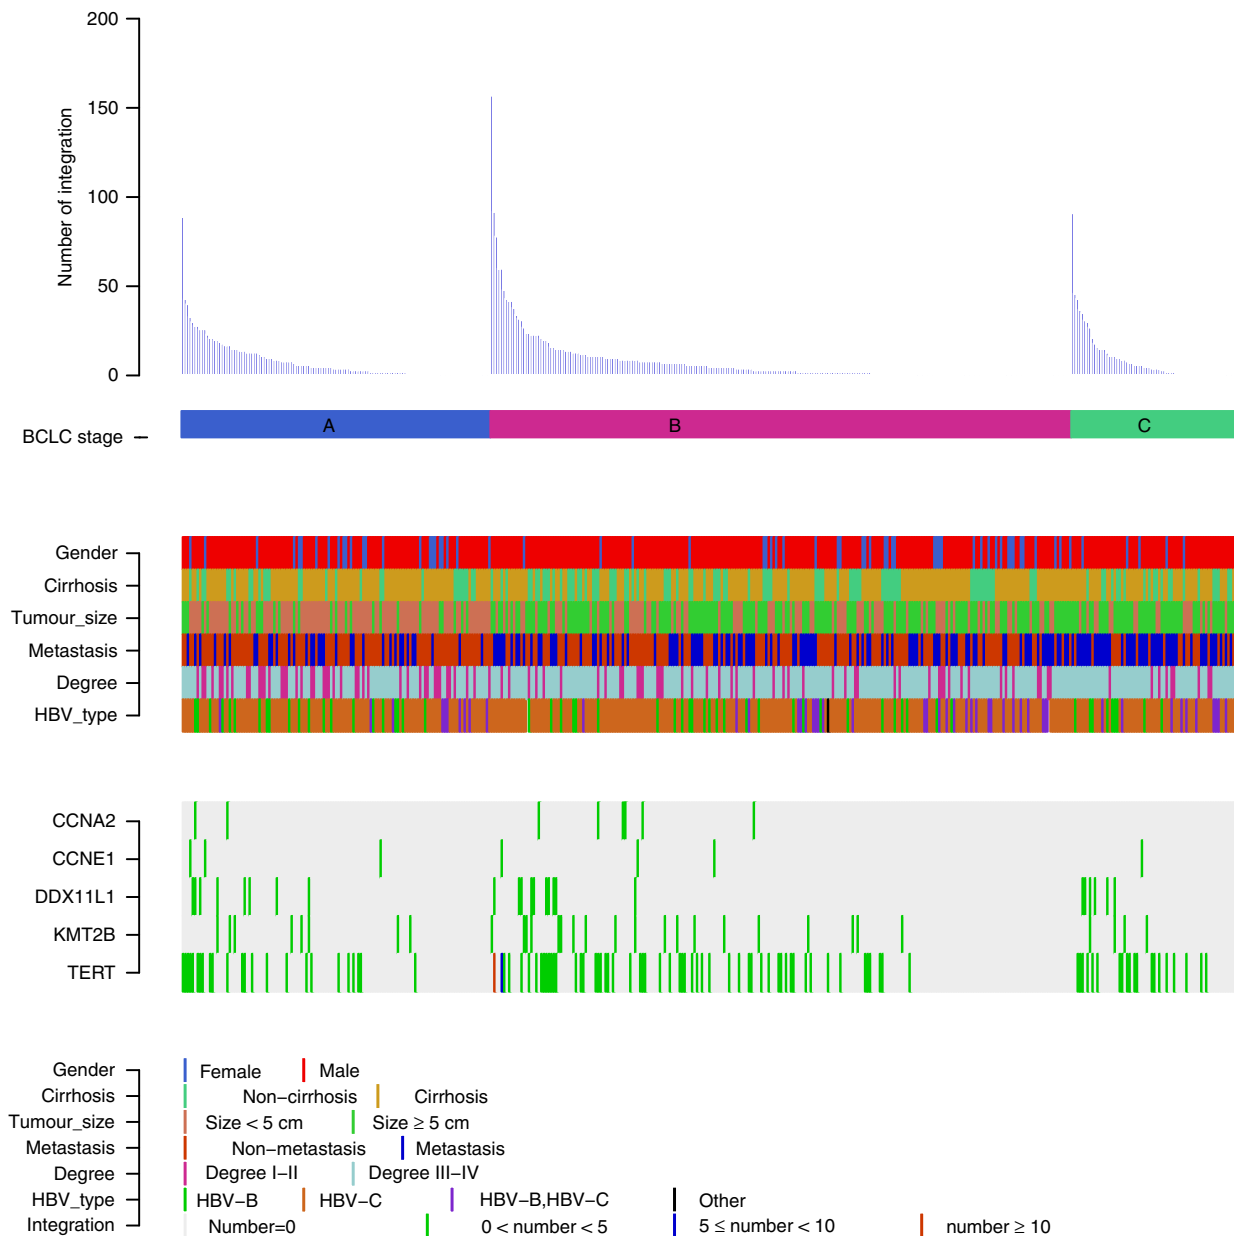 200
150
100
50
0
Number of integration
BCLC stage
A B C
Gender
Cirrhosis
Tumour_size
Metastasis
Degree
HBV_type
CCNA2
CCNE1
DDX11L1
KMT2B
TERT
Gender Female Male
Cirrhosis Non−cirrhosis Cirrhosis
Tumour_size Size < 5 cm Size ≥ 5 cm
Metastasis Non−metastasis Metastasis
Degree Degree I−II Degree III−IV
HBV_type HBV−B HBV−C HBV−B,HBV−C Other
Integration Number=0 0 < number < 5 5 ≤ number < 10 number ≥ 10